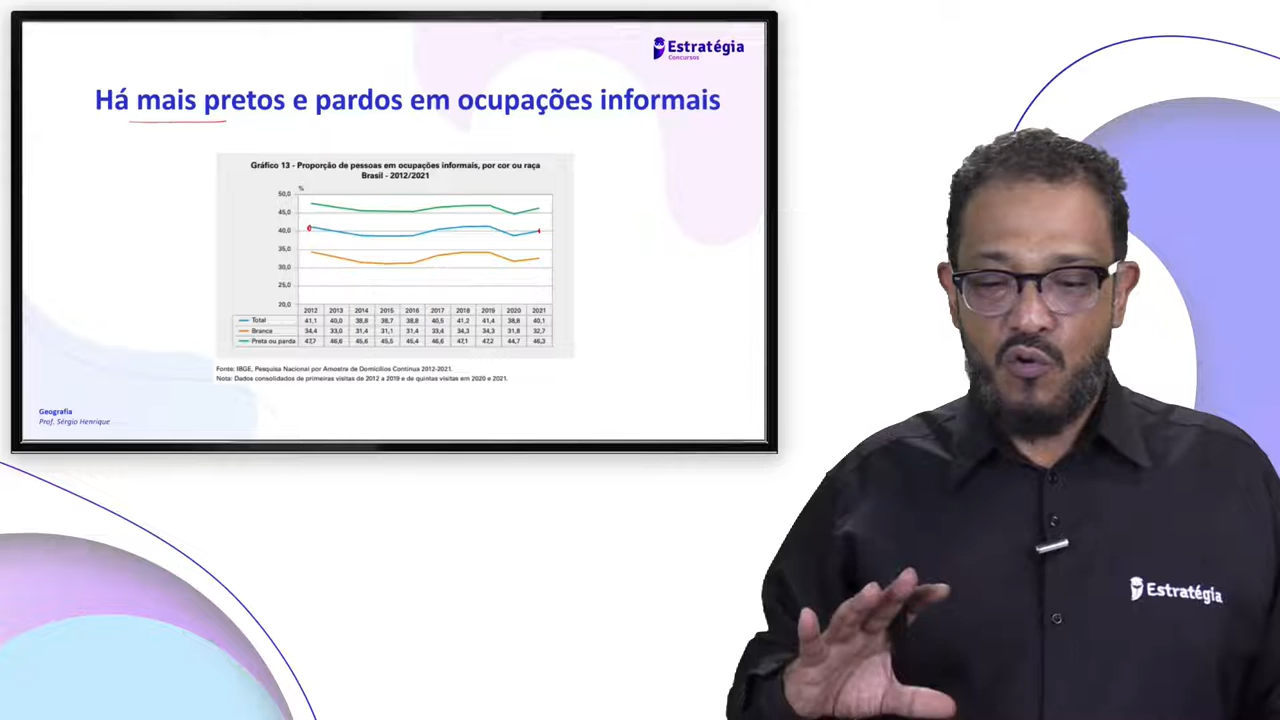 Estratégia
Concursos
Há mais pretos e pardos em ocupações informais
Gráfico 13 - Proporção de pessoas em ocupações informais, por cor ou raça
Brasil - 2012/2021
%
50,0
45,0
40,0
35,0
30,0
25,0
20,0
2012 2013 2014 2015 2016 2017 2018 2019 2020 2021
Total 41,1 40,0 38,8 38,7 38,8 40,5 41,2 41,4 38,8 40,1
Branca 34,4 33,0 31,4 31,1 31,4 33,4 34,3 34,3 31,8 32,7
Preta ou parda 47,7 46,6 45,6 45,5 45,4 46,6 47,1 47,2 44,7 46,3
Fonte: IBGE, Pesquisa Nacional por Amostra de Domicílios Contínua 2012-2021.
Nota: Dados consolidados de primeiras visitas de 2012 a 2019 e de quintas visitas em 2020 e 2021.
Geografia
Prof. Sérgio Henrique
Estratégia